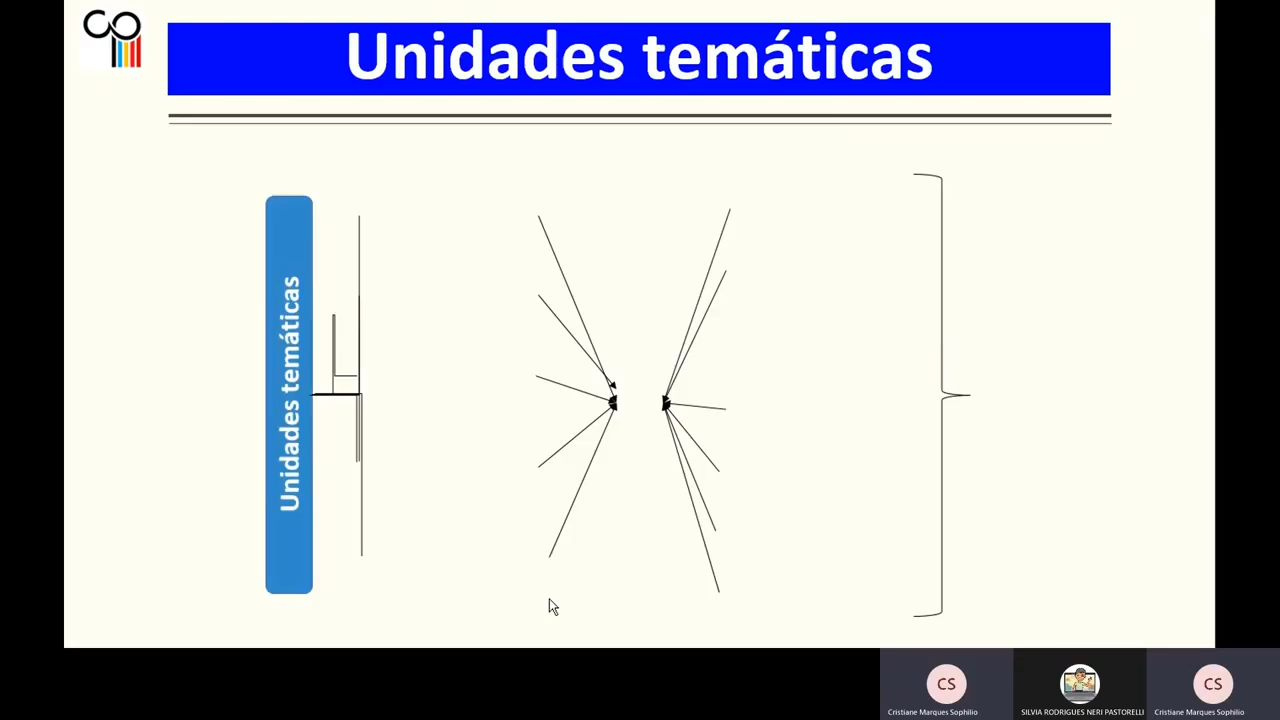 Unidades temáticas
Unidades temáticas
CS
CS
Cristiane Marques Sophilio
SILVIA RODRIGUES NERI PASTORELLI
Cristiane Marques Sophilio